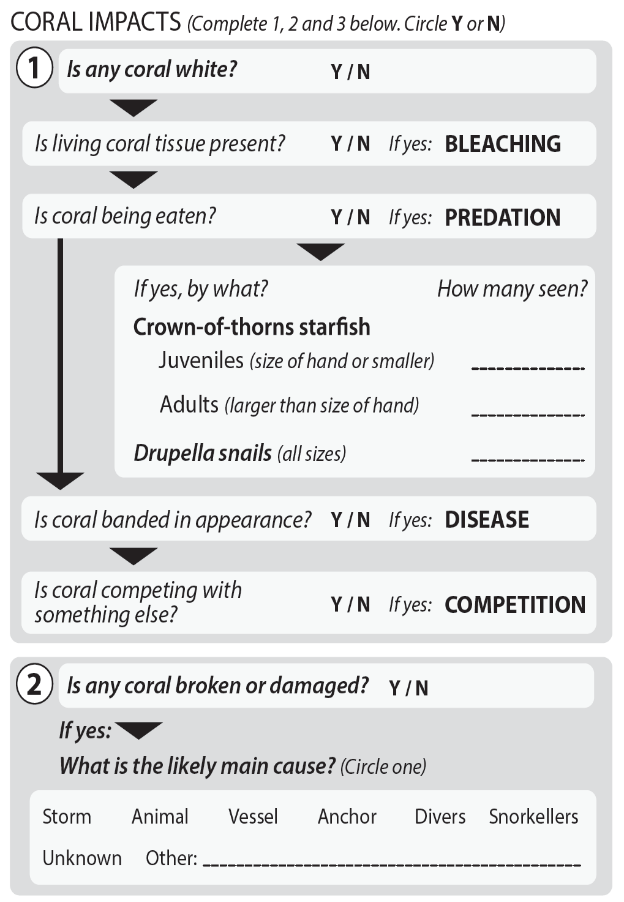 CORAL IMPACTS (Complete 1, 2 and 3 below. Circle Y or N)
1 Is any coral white? Y / N
Is living coral tissue present? Y / N If yes: BLEACHING
Is coral being eaten? Y / N If yes: PREDATION
If yes, by what? How many seen?
Crown-of-thorns starfish
Juveniles (size of hand or smaller) ______________
Adults (larger than size of hand) ______________
Drupella snails (all sizes) ______________
Is coral banded in appearance? Y / N If yes: DISEASE
Is coral competing with
something else? Y / N If yes: COMPETITION
2 Is any coral broken or damaged? Y / N
If yes:
What is the likely main cause? (Circle one)
Storm Animal Vessel Anchor Divers Snorkellers
Unknown Other: ______________________________